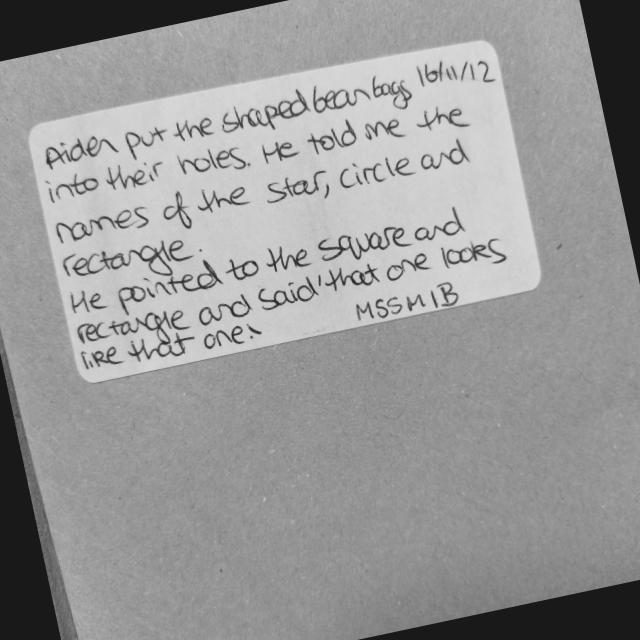 Aiden put the shaped bean bags 16/11/12
into their holes. He told me the
names of the star, circle and
rectangle.
He pointed to the square and
rectangle and said 'that one looks
like that one.'
MSSM1B